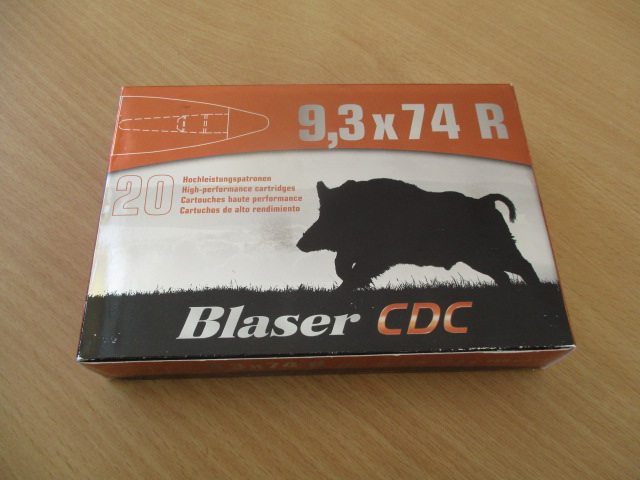 9,3x74 R
20
Hochleistungspatronen
High-performance cartridges
Cartouches haute performance
Cartuchos de alto rendimiento
Blaser CDC